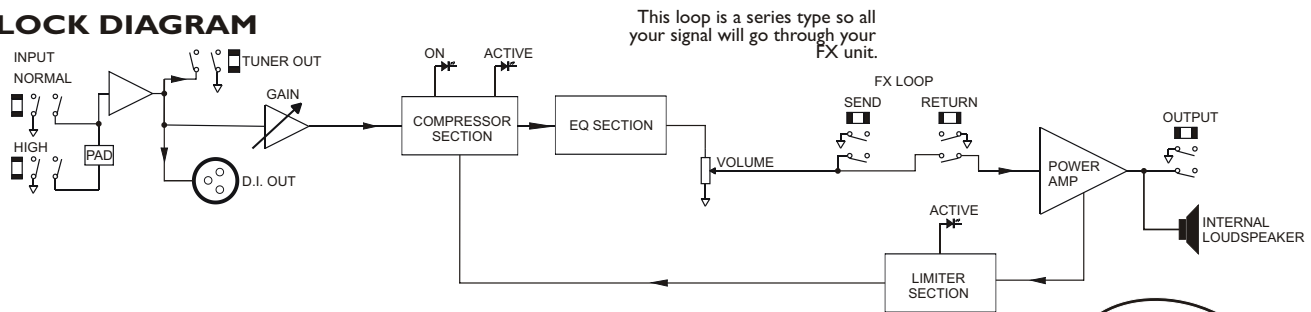 LOCK DIAGRAM
This loop is a series type so all
your signal will go through your
FX unit.
INPUT
NORMAL
HIGH
PAD
TUNER OUT
D.I. OUT
GAIN
ON
ACTIVE
COMPRESSOR
SECTION
EQ SECTION
VOLUME
FX LOOP
SEND
RETURN
POWER
AMP
OUTPUT
INTERNAL
LOUDSPEAKER
ACTIVE
LIMITER
SECTION